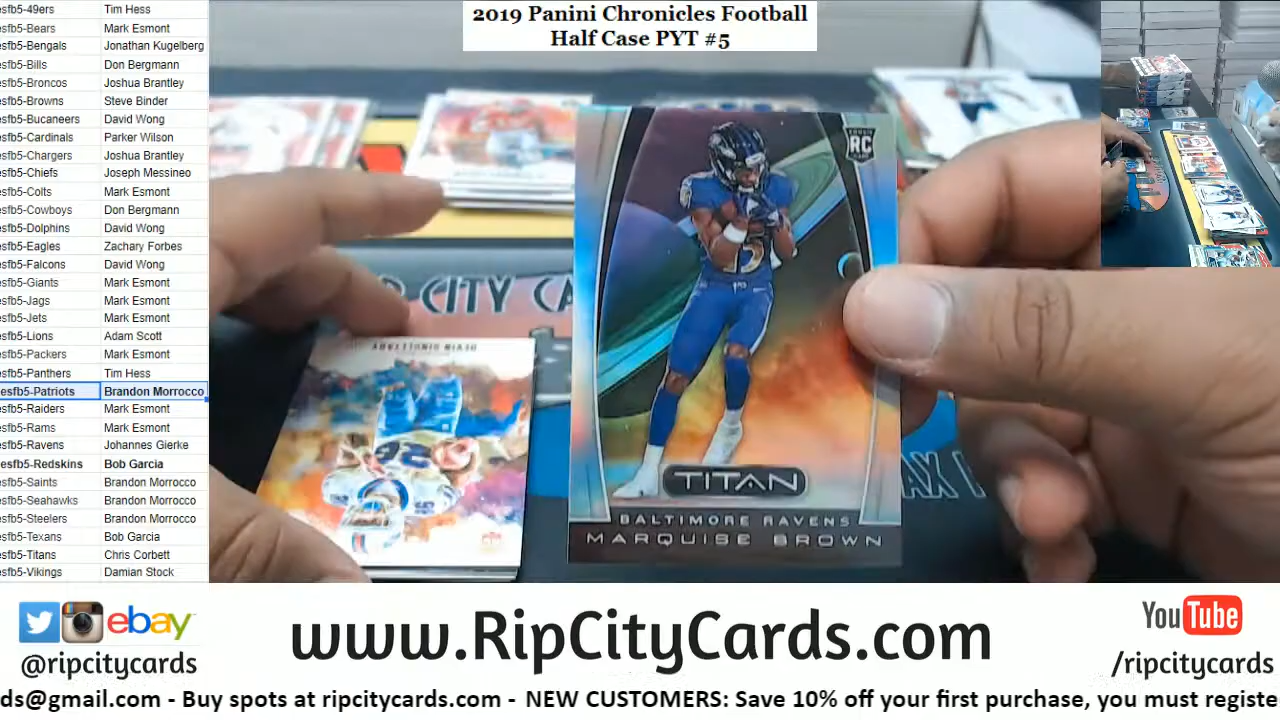 2019 Panini Chronicles Football
Half Case PYT #5
esfb5-49ers Tim Hess
esfb5-Bears Mark Esmont
esfb5-Bengals Jonathan Kugelberg
esfb5-Bills Don Bergmann
esfb5-Broncos Joshua Brantley
esfb5-Browns Steve Binder
esfb5-Bucaneers David Wong
esfb5-Cardinals Parker Wilson
esfb5-Chargers Joshua Brantley
esfb5-Chiefs Joseph Messineo
esfb5-Colts Mark Esmont
esfb5-Cowboys Don Bergmann
esfb5-Dolphins David Wong
esfb5-Eagles Zachary Forbes
esfb5-Falcons David Wong
esfb5-Giants Mark Esmont
esfb5-Jags Mark Esmont
esfb5-Jets Mark Esmont
esfb5-Lions Adam Scott
esfb5-Packers Mark Esmont
esfb5-Panthers Tim Hess
esfb5-Patriots Brandon Morrocco
esfb5-Raiders Mark Esmont
esfb5-Rams Mark Esmont
esfb5-Ravens Johannes Gierke
esfb5-Redskins Bob Garcia
esfb5-Saints Brandon Morrocco
esfb5-Seahawks Brandon Morrocco
esfb5-Steelers Brandon Morrocco
esfb5-Texans Bob Garcia
esfb5-Titans Chris Corbett
esfb5-Vikings Damian Stock
RC
CITY CA
15
TITAN
BALTIMORE RAVENS
MARQUISE BROWN
DEVIN SINGLETARY
26
ebay
@ripcitycards
www.RipCityCards.com
YouTube
/ripcitycards
ds@gmail.com - Buy spots at ripcitycards.com - NEW CUSTOMERS: Save 10% off your first purchase, you must registe